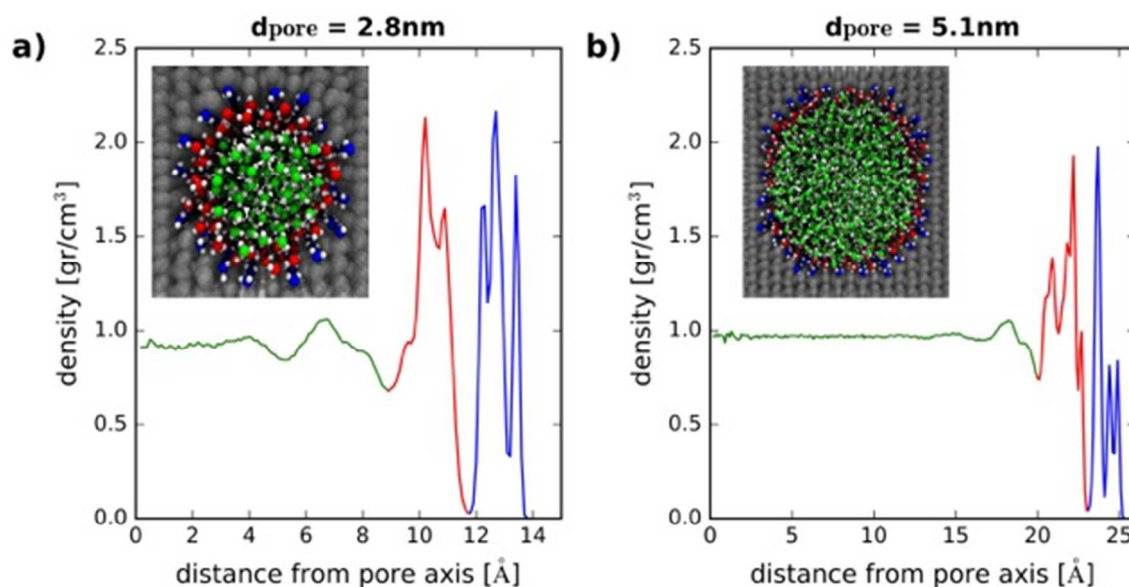 a)
dpore = 2.8nm
2.5
2.0
1.5
1.0
0.5
0.0
density [gr/cm³]
0 2 4 6 8 10 12 14
distance from pore axis [Å]
b)
dpore = 5.1nm
2.5
2.0
1.5
1.0
0.5
0.0
density [gr/cm³]
0 5 10 15 20 25
distance from pore axis [Å]